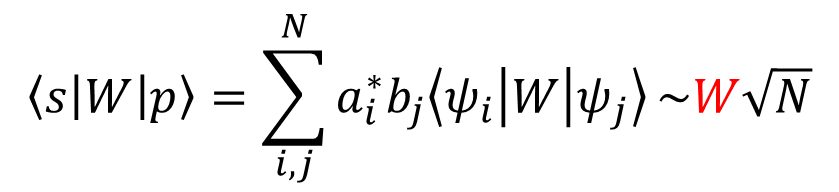 ⟨s|W|p⟩ = ∑_{i,j}^{N} a_i^* b_j ⟨ψ_i|W|ψ_j⟩ ~W√N